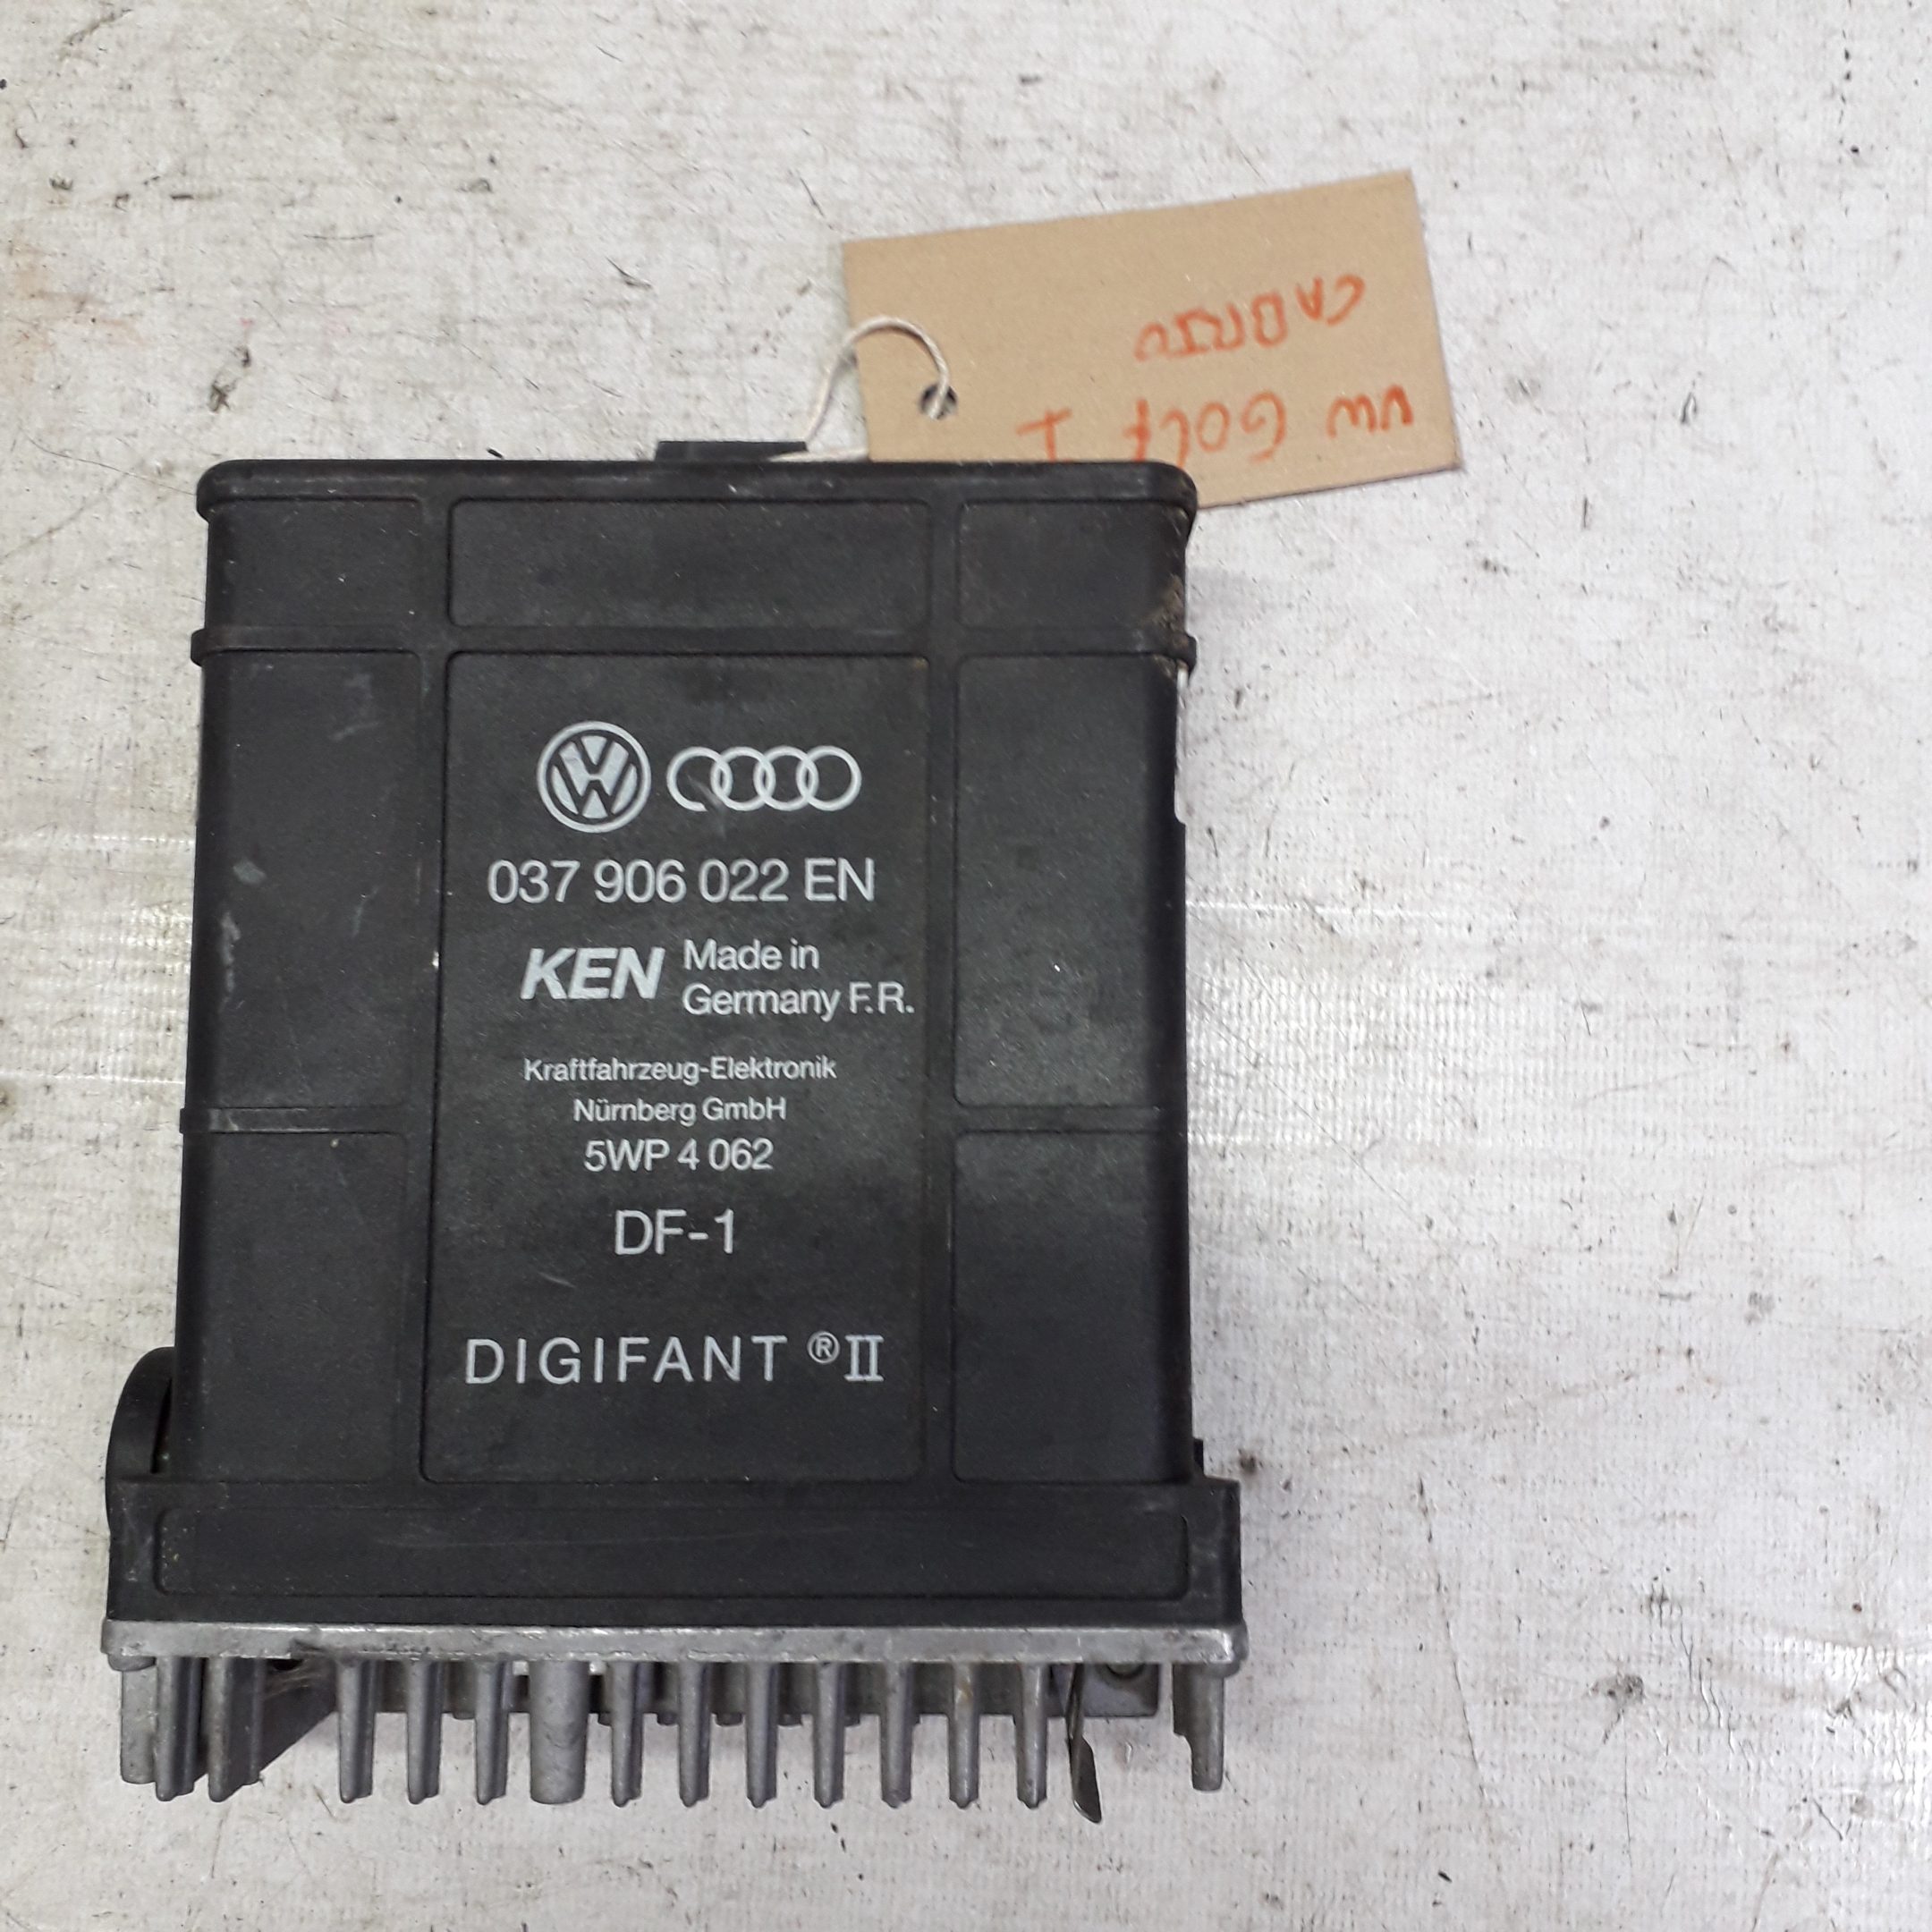 VW GOLF 1
CABRIO
037 906 022 EN
KEN Made in
Germany F.R.
Kraftfahrzeug-Elektronik
Nürnberg GmbH
5WP 4 062
DF-1
DIGIFANT ® II